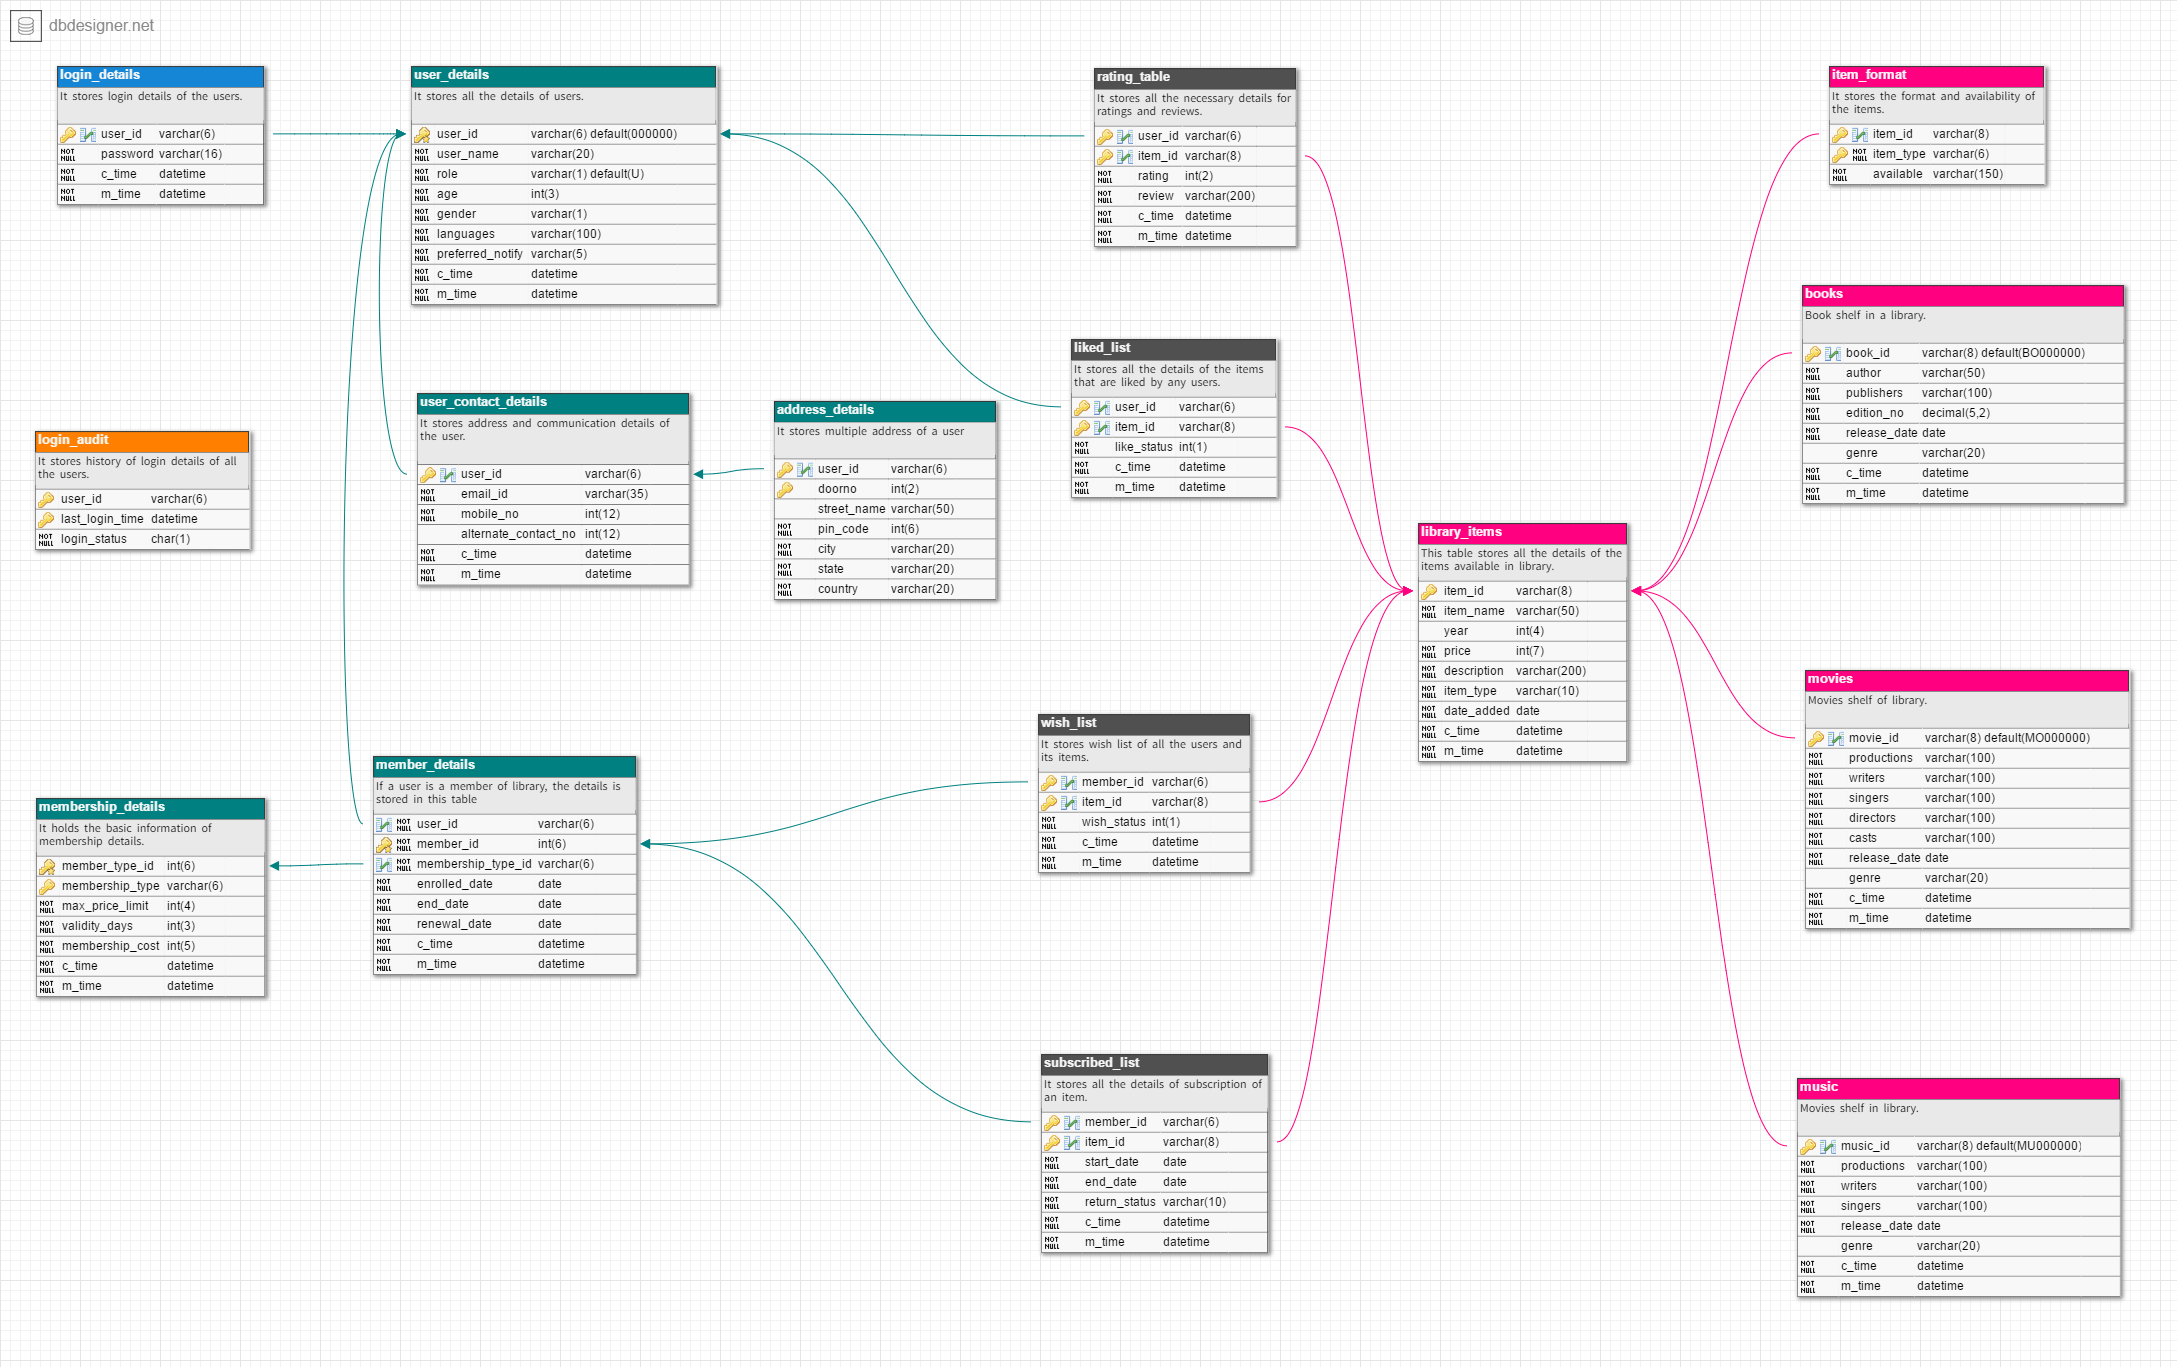 dbdesigner.net
login_details
It stores login details of the users.
user_id varchar(6)
NOT NULL password varchar(16)
NOT NULL c_time datetime
NOT NULL m_time datetime
user_details
It stores all the details of users.
user_id varchar(6) default(000000)
NOT NULL user_name varchar(20)
NOT NULL role varchar(1) default(U)
NOT NULL age int(3)
NOT NULL gender varchar(1)
NOT NULL languages varchar(100)
NOT NULL preferred_notify varchar(5)
NOT NULL c_time datetime
NOT NULL m_time datetime
rating_table
It stores all the necessary details for
ratings and reviews.
user_id varchar(6)
item_id varchar(8)
NOT NULL rating int(2)
NOT NULL review varchar(200)
NOT NULL c_time datetime
NOT NULL m_time datetime
item_format
It stores the format and availability of
the items.
item_id varchar(8)
NOT NULL item_type varchar(6)
NOT NULL available varchar(150)
books
Book shelf in a library.
book_id varchar(8) default(BO000000)
NOT NULL author varchar(50)
NOT NULL publishers varchar(100)
NOT NULL edition_no decimal(5,2)
NOT NULL release_date date
genre varchar(20)
NOT NULL c_time datetime
NOT NULL m_time datetime
liked_list
It stores all the details of the items
that are liked by any users.
user_id varchar(6)
item_id varchar(8)
NOT NULL like_status int(1)
NOT NULL c_time datetime
NOT NULL m_time datetime
user_contact_details
It stores address and communication details of
the user.
user_id varchar(6)
NOT NULL email_id varchar(35)
NOT NULL mobile_no int(12)
alternate_contact_no int(12)
NOT NULL c_time datetime
NOT NULL m_time datetime
address_details
It stores multiple address of a user
user_id varchar(6)
doorno int(2)
street_name varchar(50)
NOT NULL pin_code int(6)
NOT NULL city varchar(20)
NOT NULL state varchar(20)
NOT NULL country varchar(20)
login_audit
It stores history of login details of all
the users.
user_id varchar(6)
last_login_time datetime
NOT NULL login_status char(1)
library_items
This table stores all the details of the
items available in library.
item_id varchar(8)
NOT NULL item_name varchar(50)
year int(4)
NOT NULL price int(7)
NOT NULL description varchar(200)
NOT NULL item_type varchar(10)
NOT NULL date_added date
NOT NULL c_time datetime
NOT NULL m_time datetime
movies
Movies shelf of library.
movie_id varchar(8) default(MO000000)
NOT NULL productions varchar(100)
NOT NULL writers varchar(100)
NOT NULL singers varchar(100)
NOT NULL directors varchar(100)
NOT NULL casts varchar(100)
NOT NULL release_date date
genre varchar(20)
NOT NULL c_time datetime
NOT NULL m_time datetime
wish_list
It stores wish list of all the users and
its items.
member_id varchar(6)
item_id varchar(8)
NOT NULL wish_status int(1)
NOT NULL c_time datetime
NOT NULL m_time datetime
member_details
If a user is a member of library, the details is
stored in this table
NOT NULL user_id varchar(6)
NOT NULL member_id int(6)
NOT NULL membership_type_id varchar(6)
NOT NULL enrolled_date date
NOT NULL end_date date
NOT NULL renewal_date date
NOT NULL c_time datetime
NOT NULL m_time datetime
membership_details
It holds the basic information of
membership details.
member_type_id int(6)
membership_type varchar(6)
NOT NULL max_price_limit int(4)
NOT NULL validity_days int(3)
NOT NULL membership_cost int(5)
NOT NULL c_time datetime
NOT NULL m_time datetime
subscribed_list
It stores all the details of subscription of
an item.
member_id varchar(6)
item_id varchar(8)
NOT NULL start_date date
NOT NULL end_date date
NOT NULL return_status varchar(10)
NOT NULL c_time datetime
NOT NULL m_time datetime
music
Movies shelf in library.
music_id varchar(8) default(MU000000)
NOT NULL productions varchar(100)
NOT NULL writers varchar(100)
NOT NULL singers varchar(100)
NOT NULL release_date date
genre varchar(20)
NOT NULL c_time datetime
NOT NULL m_time datetime